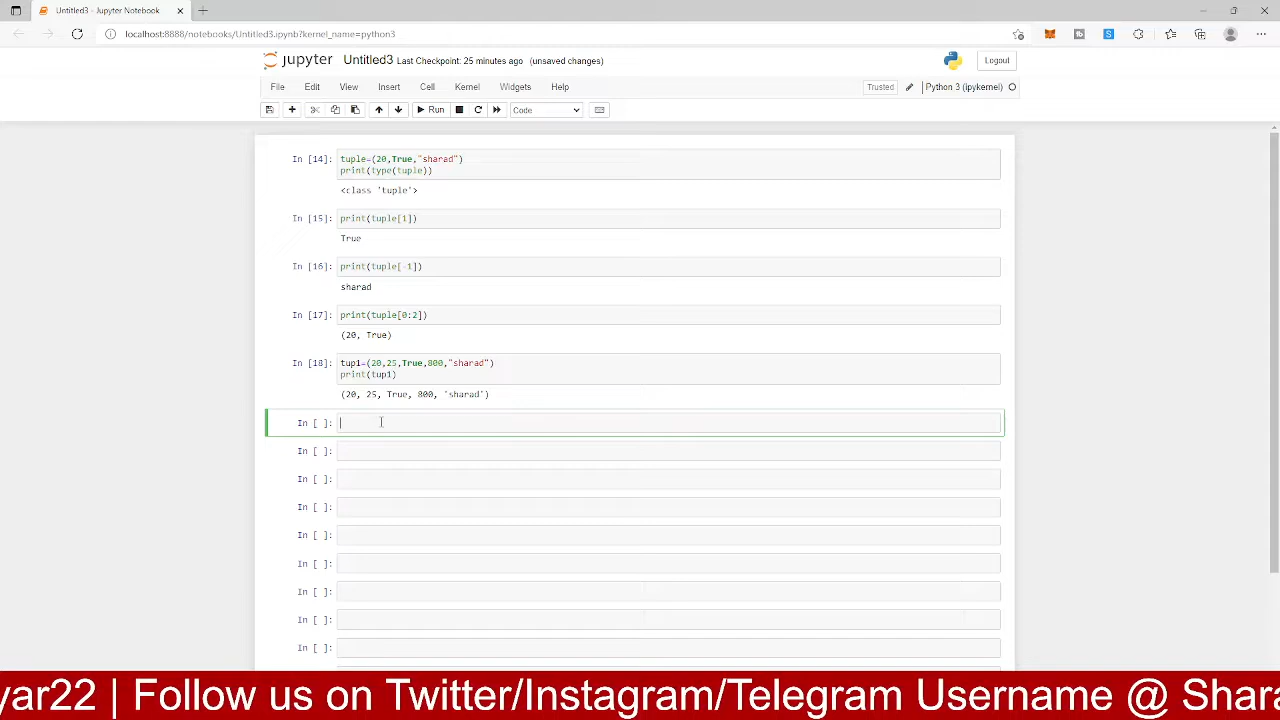 Untitled3 - Jupyter Notebook
localhost:8888/notebooks/Untitled3.ipynb?kernel_name=python3
jupyter Untitled3 Last Checkpoint: 25 minutes ago (unsaved changes)
Logout
File Edit View Insert Cell Kernel Widgets Help
Trusted
Python 3 (ipykernel)
Run
Code
In [14]: tuple=(20,True,"sharad")
print(type(tuple))
<class 'tuple'>
In [15]: print(tuple[1])
True
In [16]: print(tuple[-1])
sharad
In [17]: print(tuple[0:2])
(20, True)
In [18]: tup1=(20,25,True,800,"sharad")
print(tup1)
(20, 25, True, 800, 'sharad')
In [ ]:
In [ ]:
In [ ]:
In [ ]:
In [ ]:
In [ ]:
In [ ]:
In [ ]:
In [ ]:
yar22 | Follow us on Twitter/Instagram/Telegram Username @ Shara